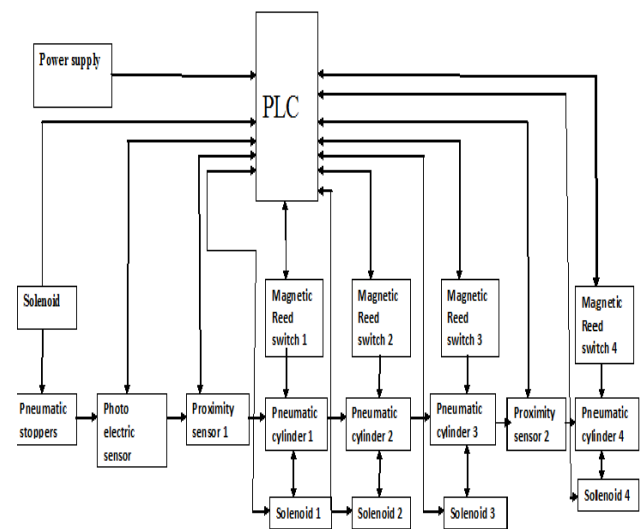 Power supply
PLC
Solenoid
Magnetic
Reed
switch 1
Magnetic
Reed
switch 2
Magnetic
Reed
switch 3
Magnetic
Reed
switch 4
Pneumatic
stoppers
Photo
electric
sensor
Proximity
sensor 1
Pneumatic
cylinder 1
Pneumatic
cylinder 2
Pneumatic
cylinder 3
Proximity
sensor 2
Pneumatic
cylinder 4
Solenoid 1
Solenoid 2
Solenoid 3
Solenoid 4